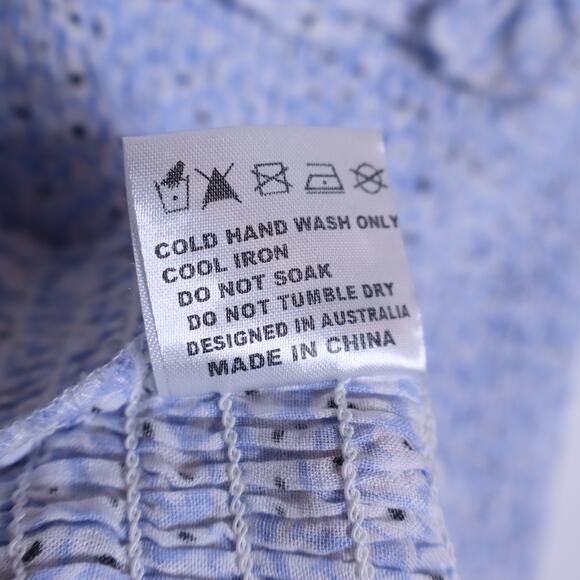 COLD HAND WASH ONLY
COOL IRON
DO NOT SOAK
DO NOT TUMBLE DRY
DESIGNED IN AUSTRALIA
MADE IN CHINA